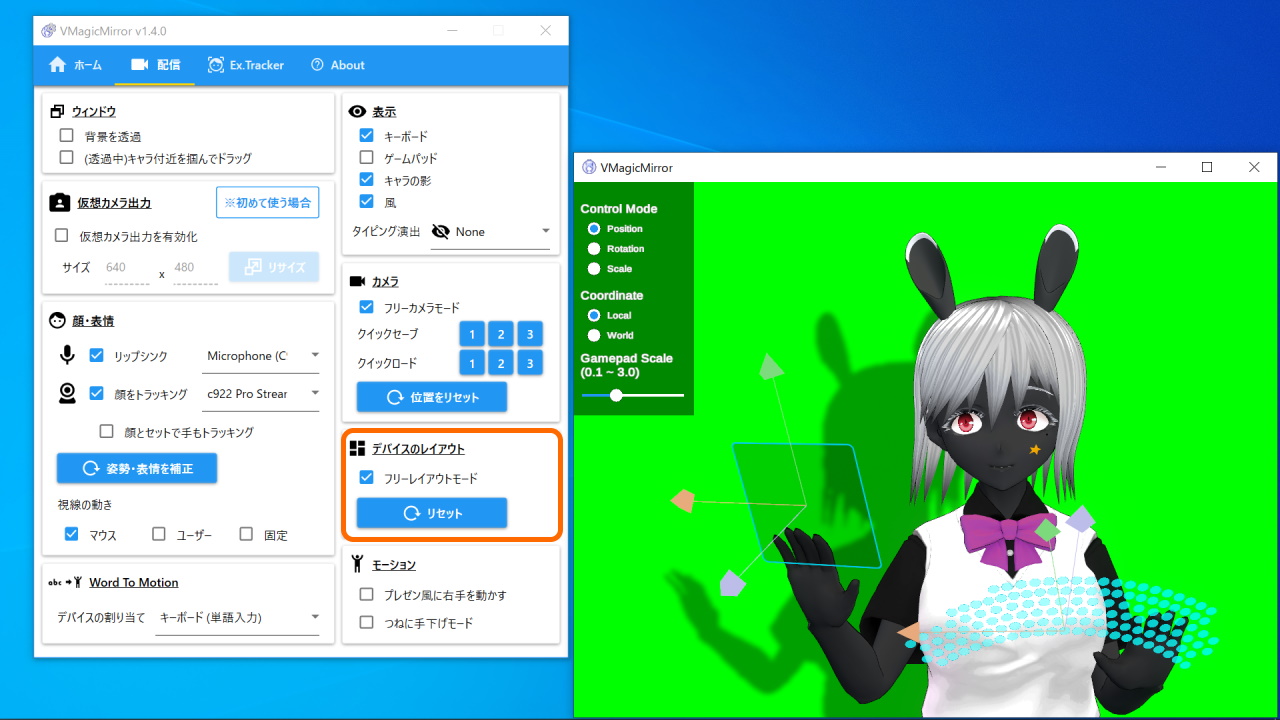 VMagicMirror v1.4.0
ホーム
配信
Ex.Tracker
About
ウィンドウ
背景を透過
(透過中)キャラ付近を掴んでドラッグ
仮想カメラ出力
※初めて使う場合
仮想カメラ出力を有効化
サイズ 640 x 480 リサイズ
顔・表情
リップシンク Microphone (C
顔をトラッキング c922 Pro Strear
顔とセットで手もトラッキング
姿勢・表情を補正
視線の動き
マウス ユーザー 固定
abc Word To Motion
デバイスの割り当て キーボード (単語入力)
表示
キーボード
ゲームパッド
キャラの影
風
タイピング演出 None
カメラ
フリーカメラモード
クイックセーブ 1 2 3
クイックロード 1 2 3
位置をリセット
デバイスのレイアウト
フリーレイアウトモード
リセット
モーション
プレゼン風に右手を動かす
つねに手下げモード
VMagicMirror
Control Mode
Position
Rotation
Scale
Coordinate
Local
World
Gamepad Scale
(0.1 ~ 3.0)